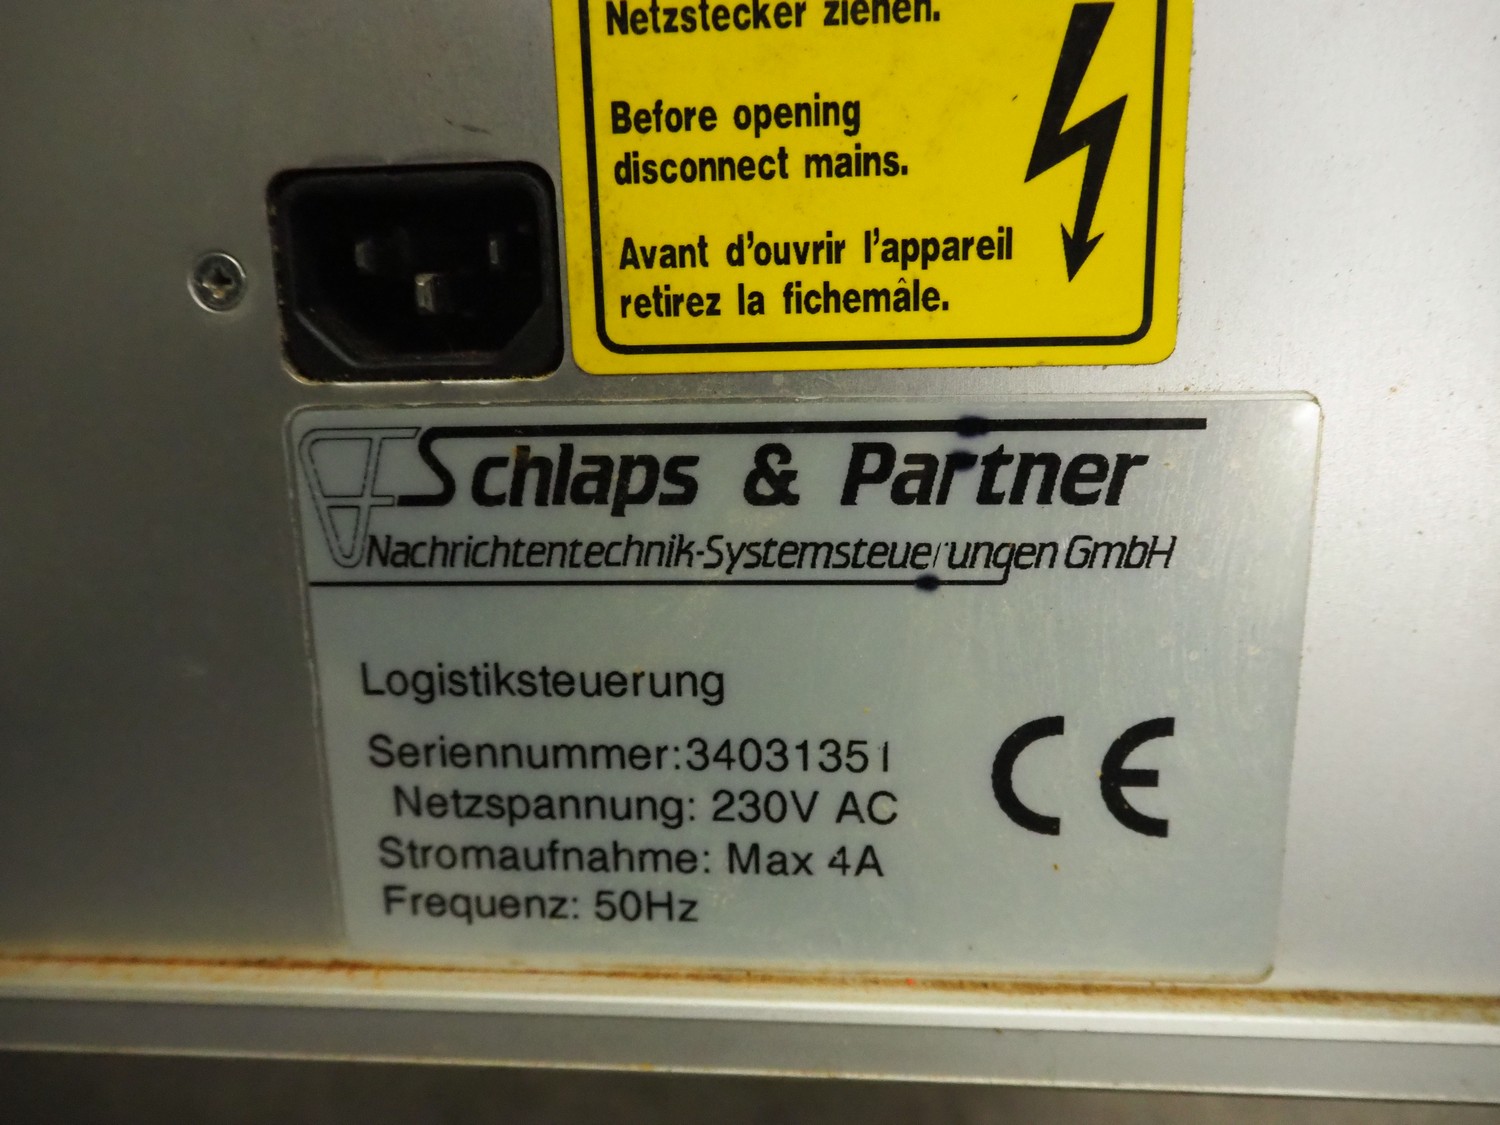 Netzstecker ziehen.
Before opening
disconnect mains.
Avant d'ouvrir l'appareil
retirez la fichemâle.
Schlaps & Partner
Nachrichtentechnik-Systemsteuerungen GmbH
Logistiksteuerung
Seriennummer:34031351
Netzspannung: 230V AC
Stromaufnahme: Max 4A
Frequenz: 50Hz
CE